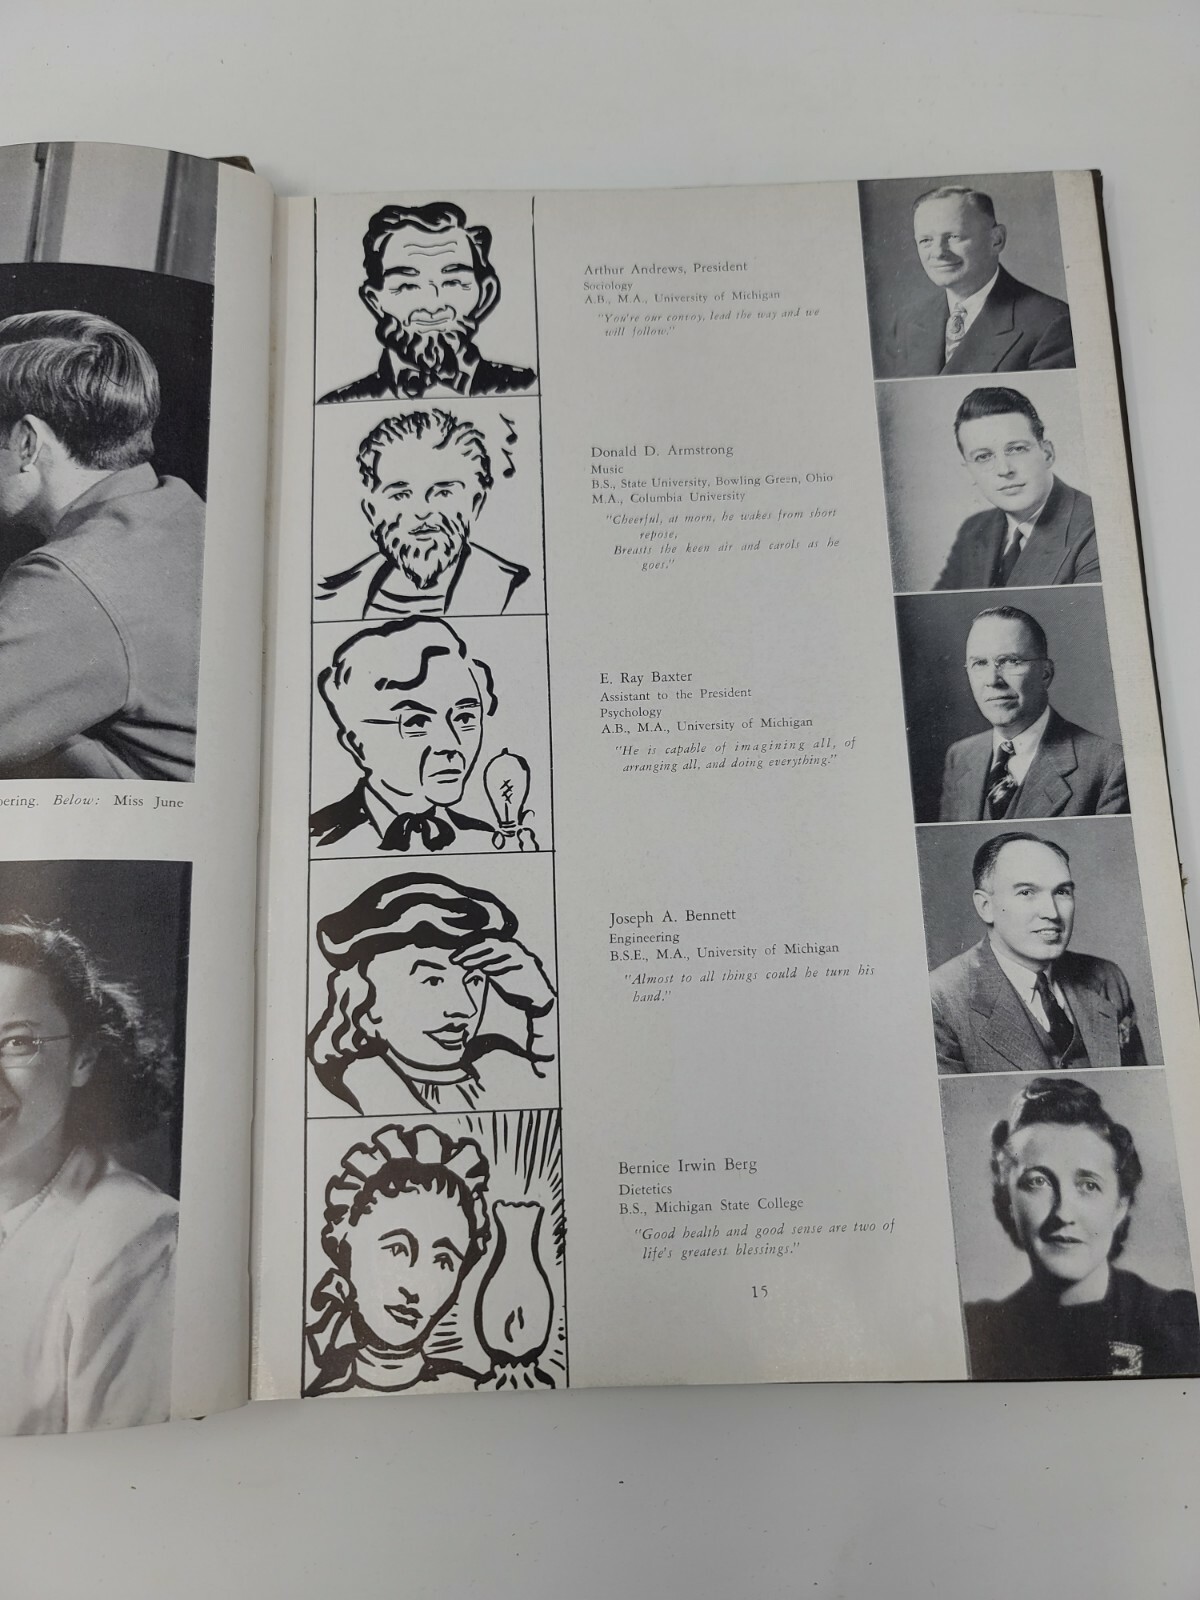 pering. Below: Miss June
Arthur Andrews, President
Sociology
A.B., M.A., University of Michigan
"You're our convoy, lead the way and we
will follow."
Donald D. Armstrong
Music
B.S., State University, Bowling Green, Ohio
M.A., Columbia University
"Cheerful, at morn, he wakes from short
repose,
Breasts the keen air and carols as he
goes."
E. Ray Baxter
Assistant to the President
Psychology
A.B., M.A., University of Michigan
"He is capable of imagining all, of
arranging all, and doing everything."
Joseph A. Bennett
Engineering
B.S.E., M.A., University of Michigan
"Almost to all things could he turn his
hand."
Bernice Irwin Berg
Dietetics
B.S., Michigan State College
"Good health and good sense are two of
life's greatest blessings."
15